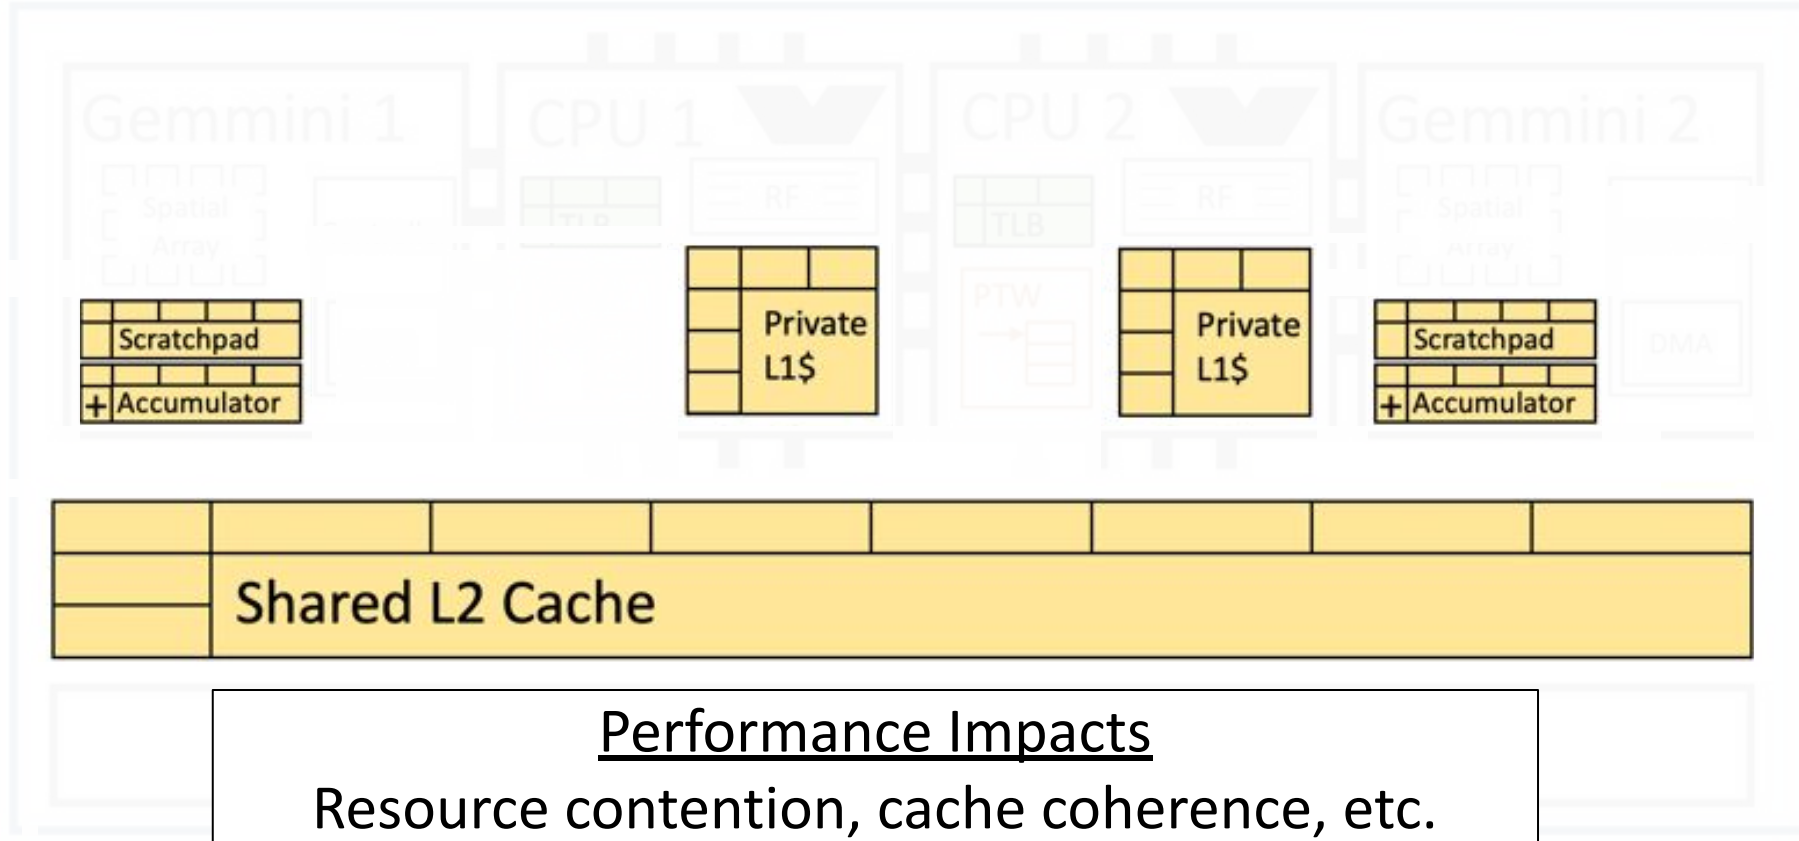 Gemmini 1
CPU 1
CPU 2
Gemmini 2
Spatial
Array
TLB
RF
TLB
RF
Spatial
Array
PTW
DMA
Scratchpad
+ Accumulator
Private
L1$
Private
L1$
Scratchpad
+ Accumulator
Shared L2 Cache
Performance Impacts
Resource contention, cache coherence, etc.